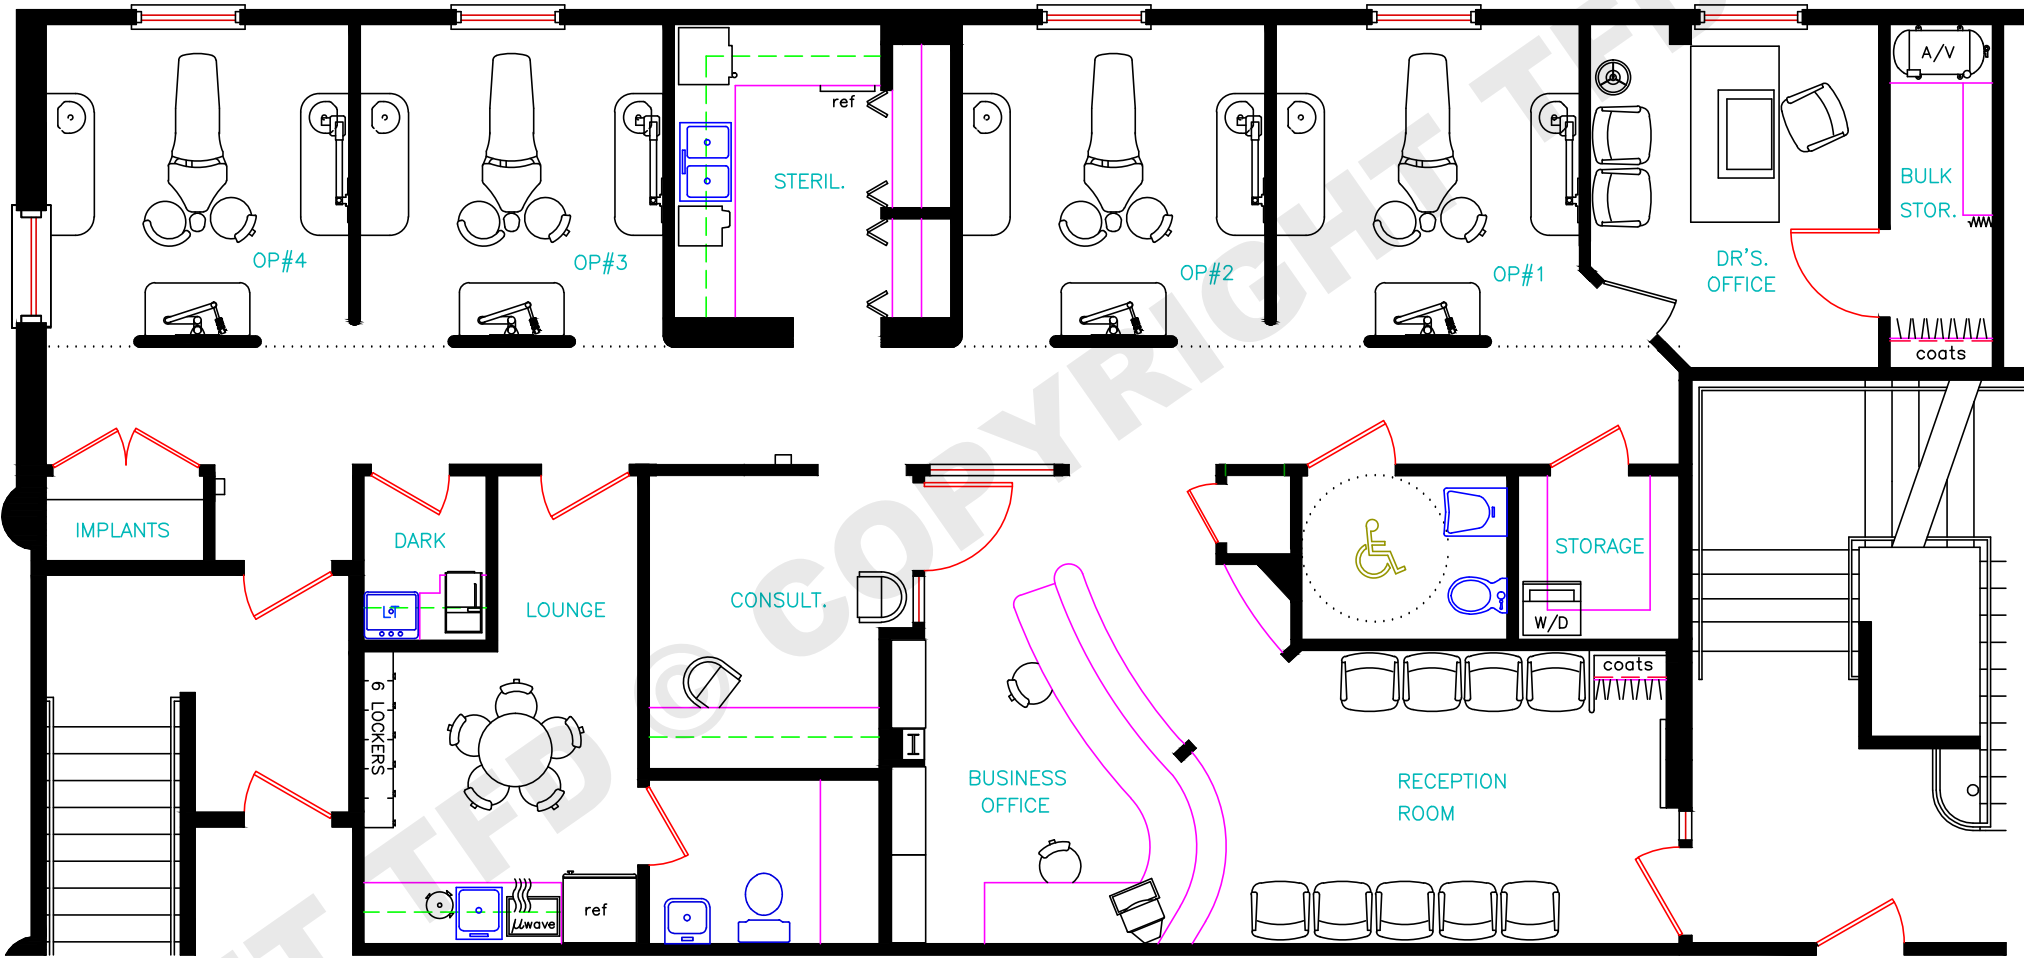 A/V
ref
STERIL.
BULK
STOR.
OP#4
OP#3
OP#2
OP#1
DR'S.
OFFICE
coats
IMPLANTS
DARK
LT
LOUNGE
CONSULT.
STORAGE
W/D
6 LOCKERS
coats
BUSINESS
OFFICE
RECEPTION
ROOM
ref
μwave
TFD © COPYRIGHT TFD